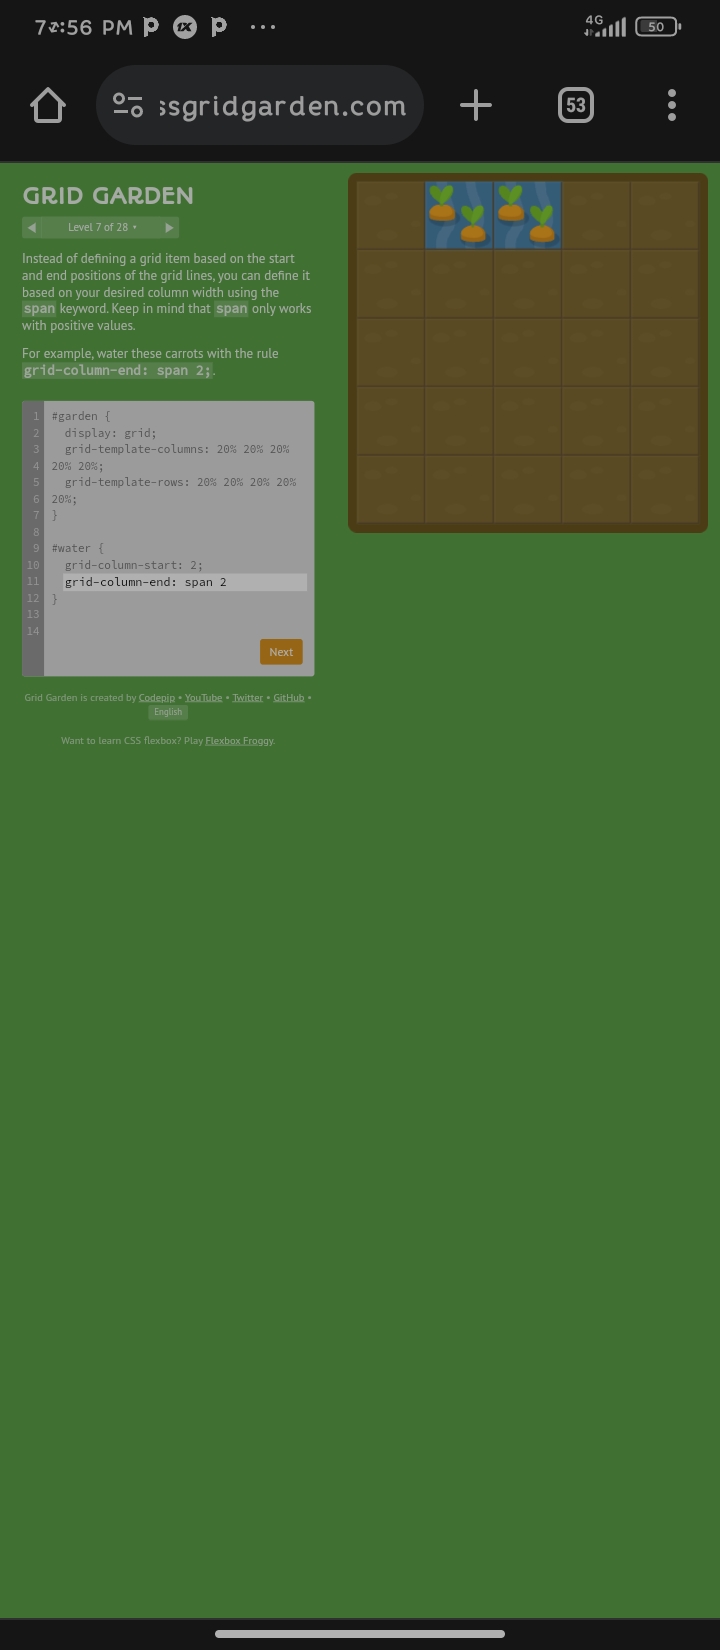 7:56 PM
4G
50
ssgridgarden.com
53
GRID GARDEN
Level 7 of 28
Instead of defining a grid item based on the start
and end positions of the grid lines, you can define it
based on your desired column width using the
span keyword. Keep in mind that span only works
with positive values.
For example, water these carrots with the rule
grid-column-end: span 2;.
1 #garden {
2 display: grid;
3 grid-template-columns: 20% 20% 20%
4 20% 20%;
5 grid-template-rows: 20% 20% 20% 20%
6 20%;
7 }
8
9 #water {
10 grid-column-start: 2;
11 grid-column-end: span 2
12 }
13
14
Next
Grid Garden is created by Codepip • YouTube • Twitter • GitHub •
English
Want to learn CSS flexbox? Play Flexbox Froggy.